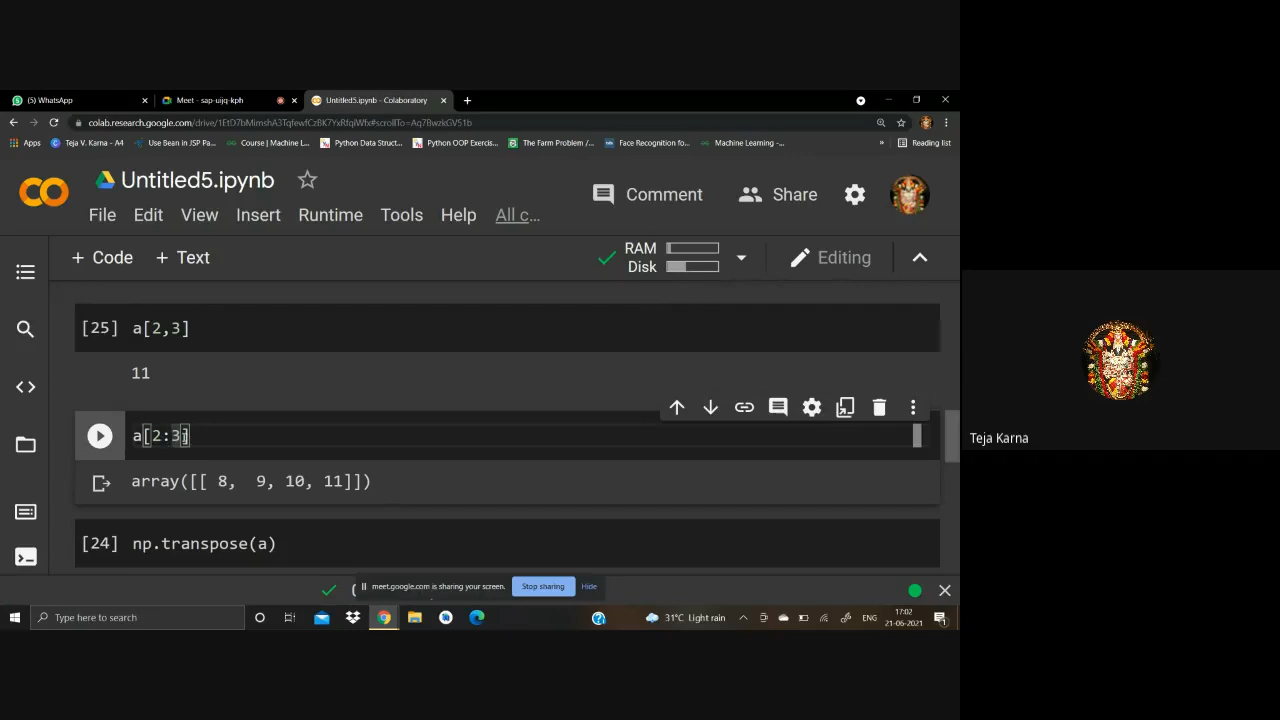 (5) WhatsApp
Meet - sap-uijq-kph
Untitled5.ipynb - Colaboratory
Apps
Teja V. Karna - A4
Use Bean in JSP Pa...
Course | Machine L...
Python Data Struct...
Python OOP Exercis...
The Farm Problem /...
Face Recognition fo...
Machine Learning -...
»
Reading list
CO
Untitled5.ipynb
Comment
Share
File Edit View Insert Runtime Tools Help All c...
+ Code + Text
RAM
Disk
Editing
[25] a[2,3]
11
a[2:3]
array([[ 8,  9, 10, 11]])
[24] np.transpose(a)
meet.google.com is sharing your screen.
Stop sharing
Hide
Type here to search
31°C Light rain
ENG
17:02
21-06-2021
Teja Karna